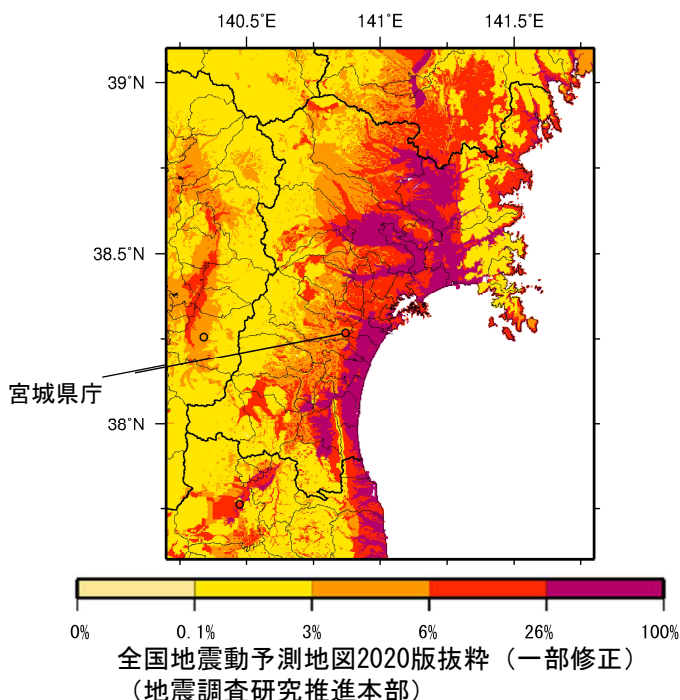 140.5˚E 141˚E 141.5˚E
39˚N
38.5˚N
宮城県庁
38˚N
0% 0.1% 3% 6% 26% 100%
全国地震動予測地図2020版抜粋（一部修正）
（地震調査研究推進本部）